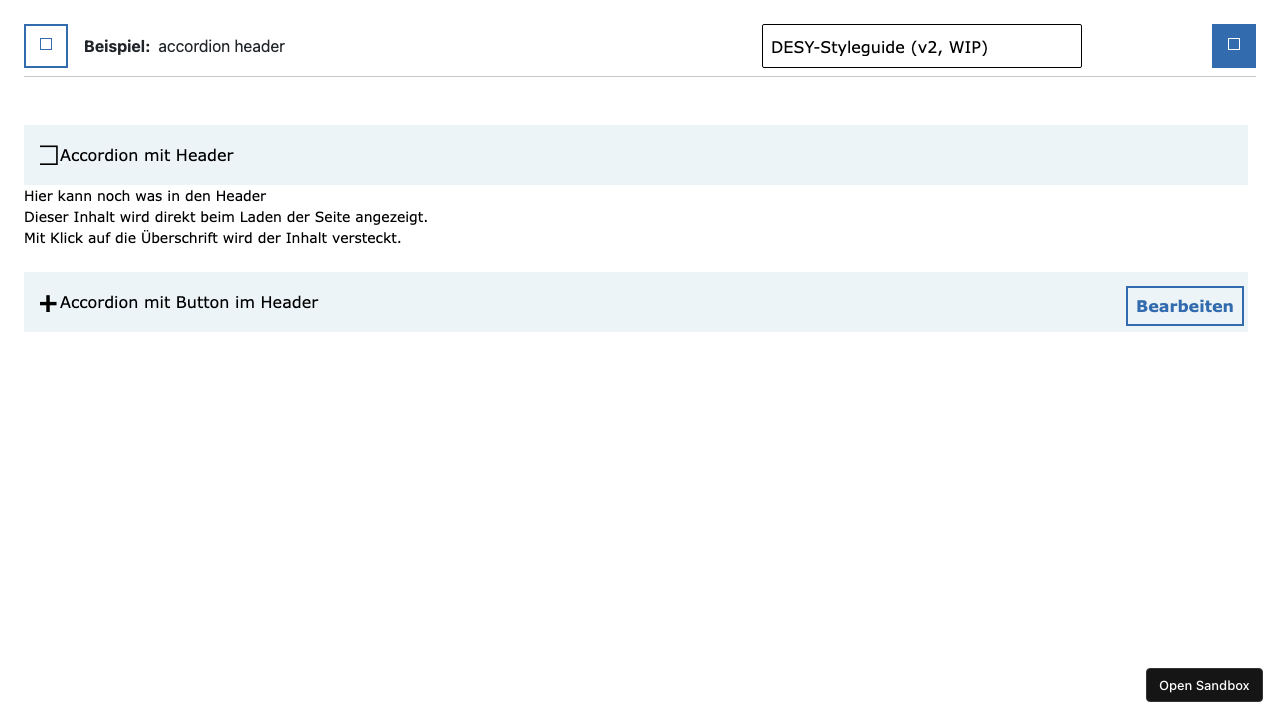 Beispiel: accordion header
DESY-Styleguide (v2, WIP)
Accordion mit Header
Hier kann noch was in den Header
Dieser Inhalt wird direkt beim Laden der Seite angezeigt.
Mit Klick auf die Überschrift wird der Inhalt versteckt.
+ Accordion mit Button im Header
Bearbeiten
Open Sandbox